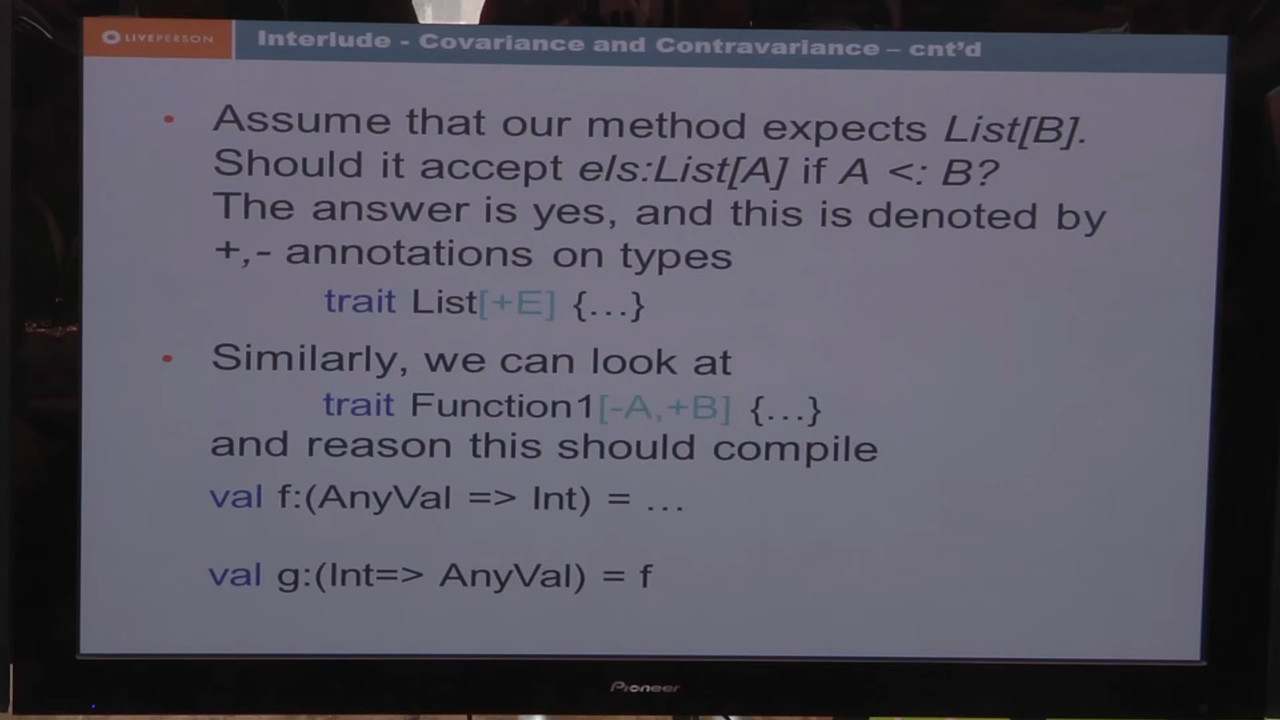 LIVEPERSON
Interlude - Covariance and Contravariance – cnt'd
• Assume that our method expects List[B].
Should it accept els:List[A] if A <: B?
The answer is yes, and this is denoted by
+,- annotations on types
trait List[+E] {…}
• Similarly, we can look at
trait Function1[-A,+B] {…}
and reason this should compile
val f:(AnyVal => Int) = …
val g:(Int=> AnyVal) = f
Pioneer